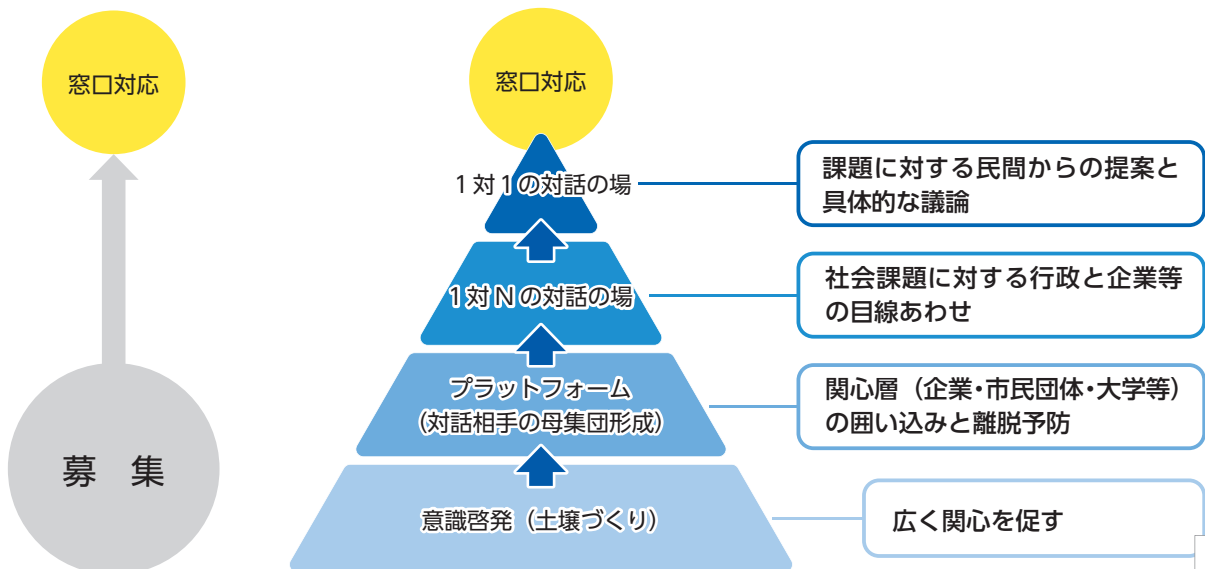 窓口対応
募 集
窓口対応
1対1の対話の場
課題に対する民間からの提案と
具体的な議論
1対Nの対話の場
社会課題に対する行政と企業等
の目線あわせ
プラットフォーム
(対話相手の母集団形成)
関心層(企業・市民団体・大学等)
の囲い込みと離脱予防
意識啓発(土壌づくり)
広く関心を促す